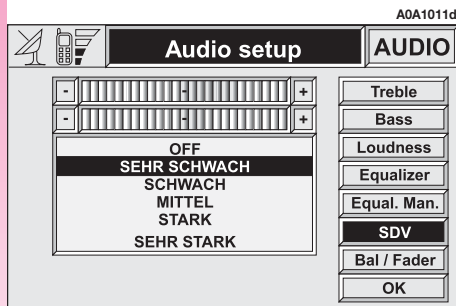 A0A1011d
Audio setup
AUDIO
- - +
- - +
OFF
SEHR SCHWACH
SCHWACH
MITTEL
STARK
SEHR STARK
Treble
Bass
Loudness
Equalizer
Equal. Man.
SDV
Bal / Fader
OK